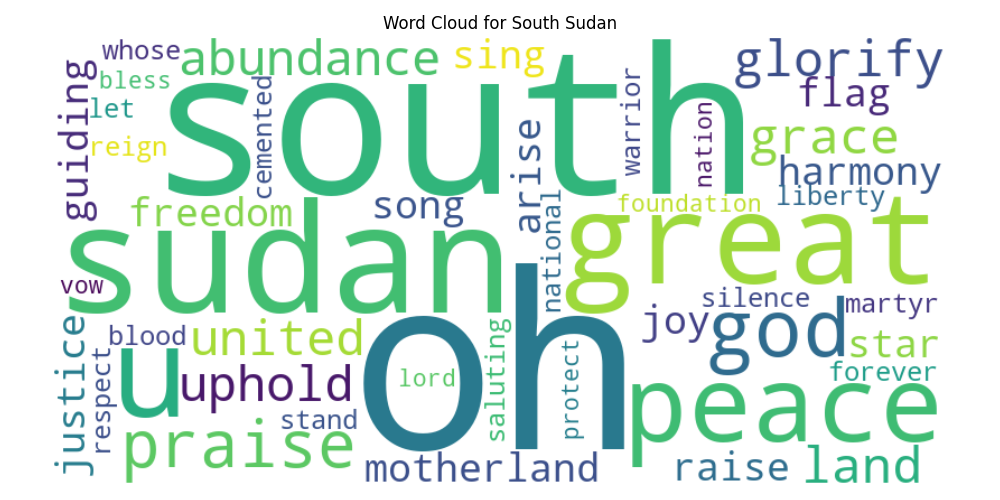 Word Cloud for South Sudan
whose
abundance
sing
glorify
bless
guiding
let
cemented
south
warrior
nation
flag
reign
arise
grace
harmony
freedom
song
national
foundation
liberty
sudan
great
vow
silence
martyr
blood
united
joy
god
star
justice
respect
u
uphold
oh
lord
saluting
protect
forever
peace
stand
praise
motherland
raise
land